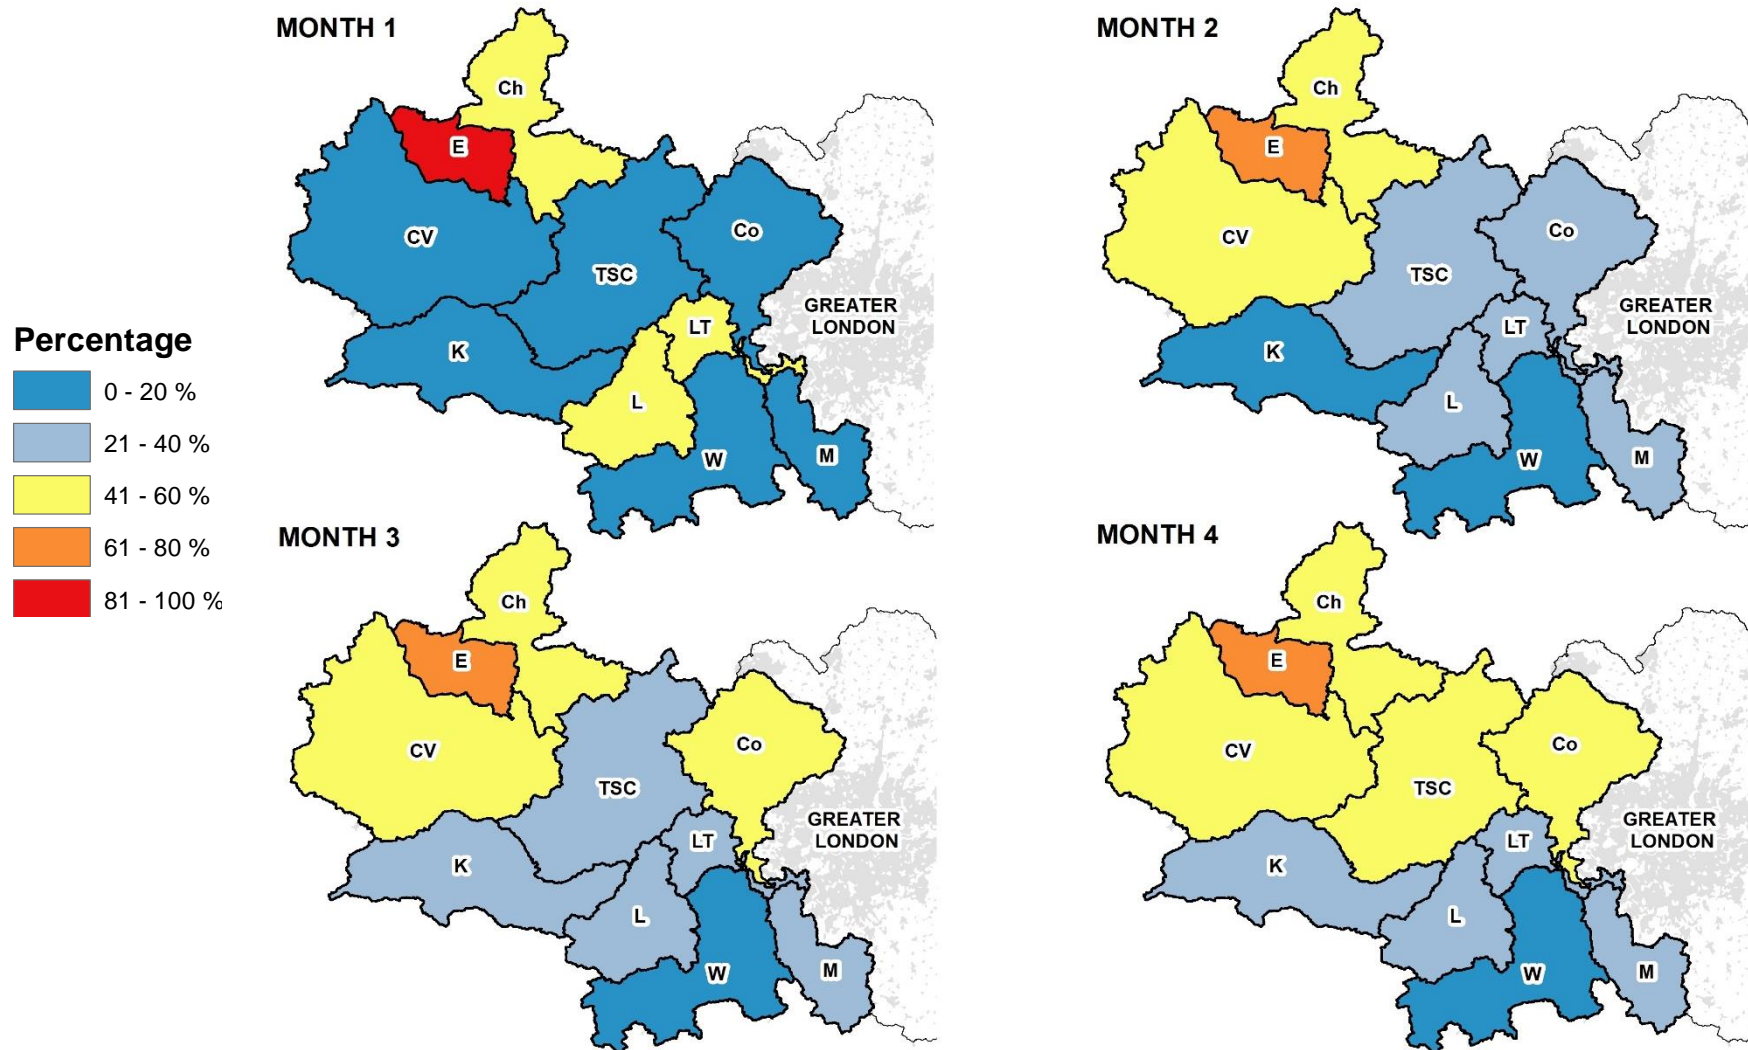 MONTH 1
Ch
E
CV
Co
TSC
GREATER
LONDON
LT
K
L
W
M
MONTH 2
Ch
E
CV
Co
TSC
GREATER
LONDON
LT
K
L
W
M
Percentage
0 - 20 %
21 - 40 %
41 - 60 %
61 - 80 %
81 - 100 %
MONTH 3
Ch
E
CV
Co
TSC
GREATER
LONDON
LT
K
L
W
M
MONTH 4
Ch
E
CV
Co
TSC
GREATER
LONDON
LT
K
L
W
M